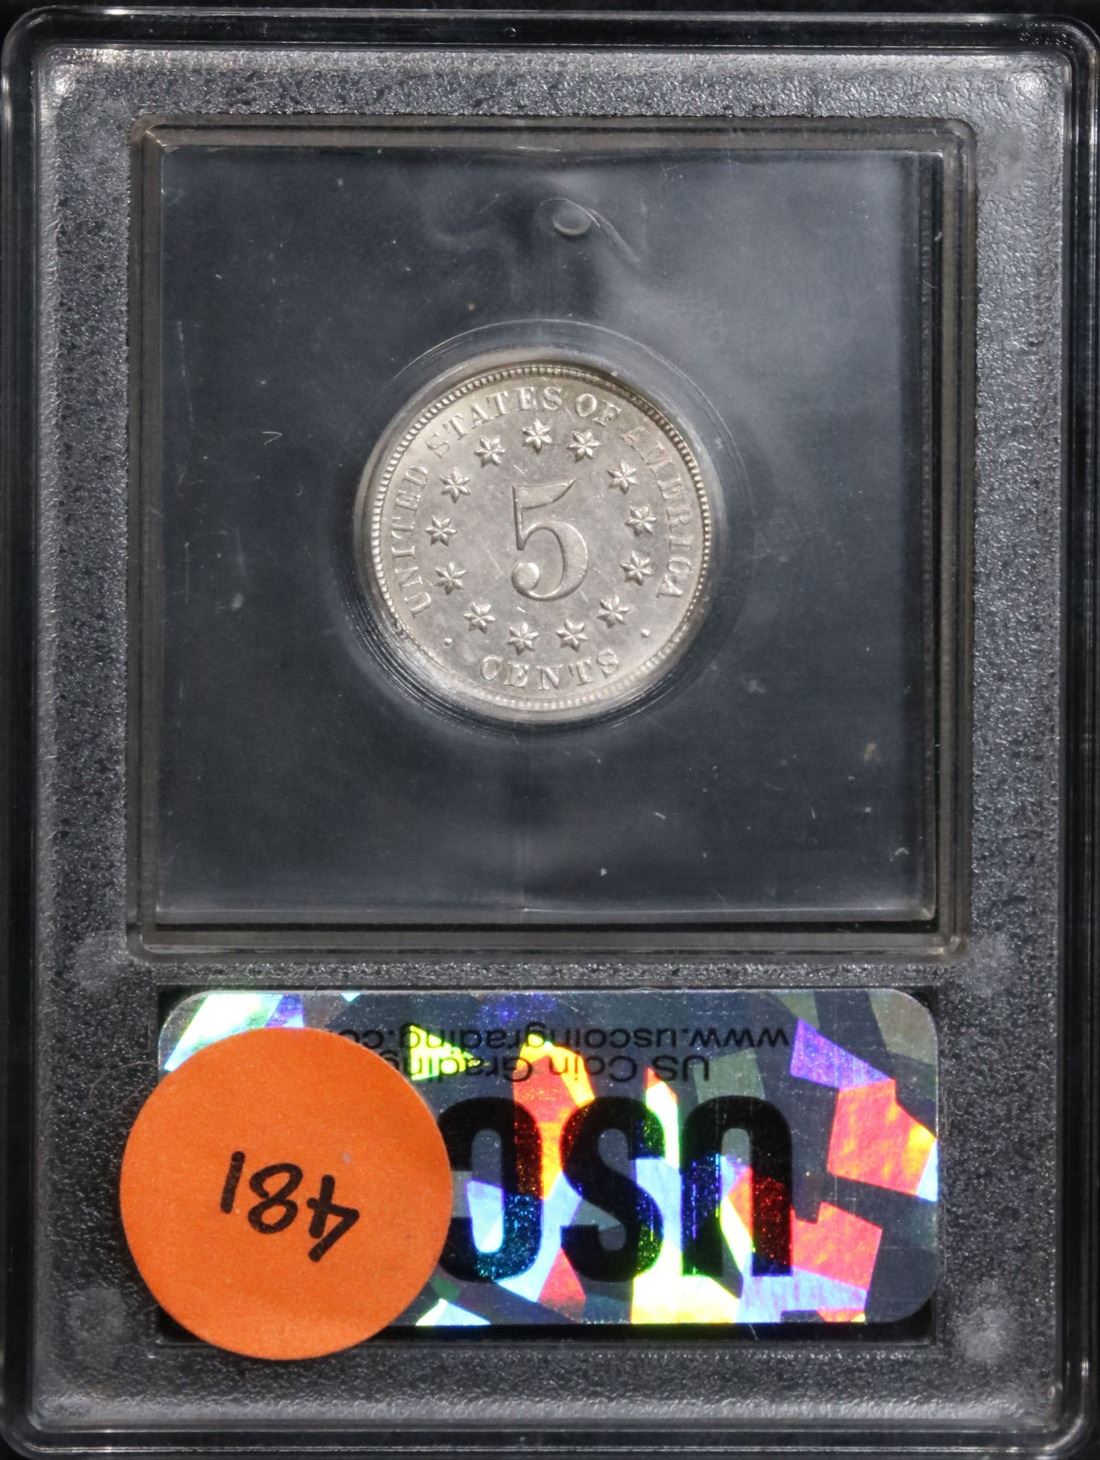 UNITED STATES OF AMERICA
5
CENTS
USC
US Coin Grading
www.uscoingrading.co
481